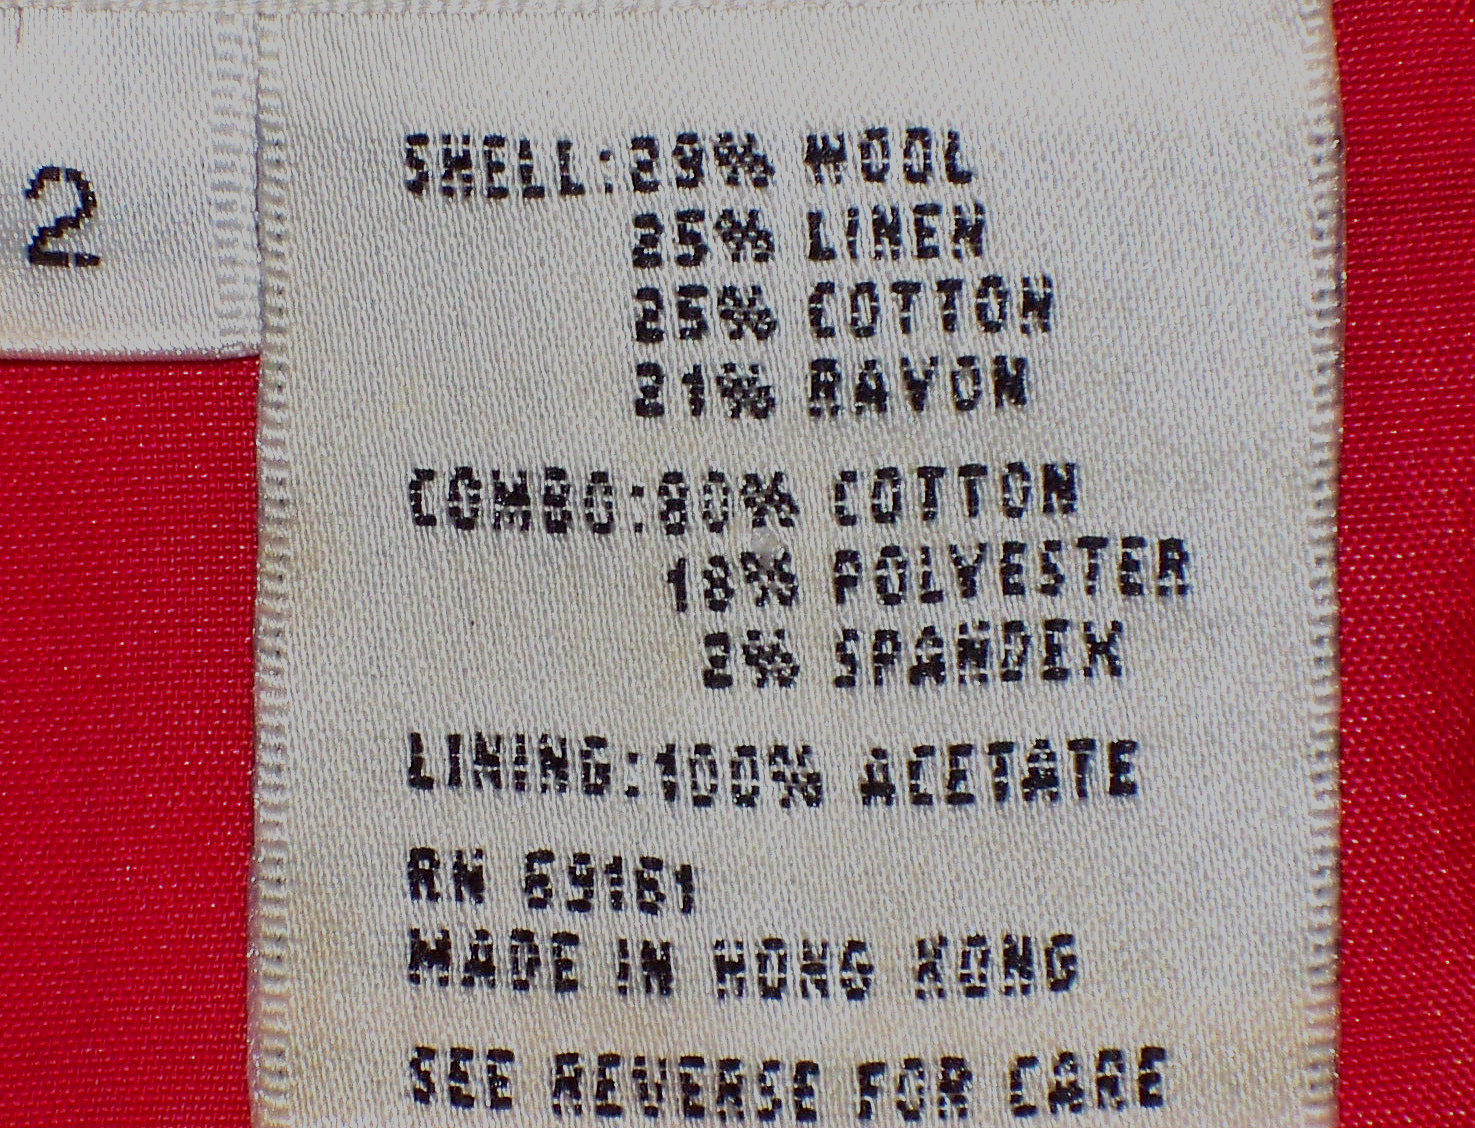 2
SHELL:29% WOOL
25% LINEN
25% COTTON
21% RAYON
COMBO:80% COTTON
18% POLYESTER
2% SPANDEX
LINING:100% ACETATE
RN 69161
MADE IN HONG KONG
SEE REVERSE FOR CARE